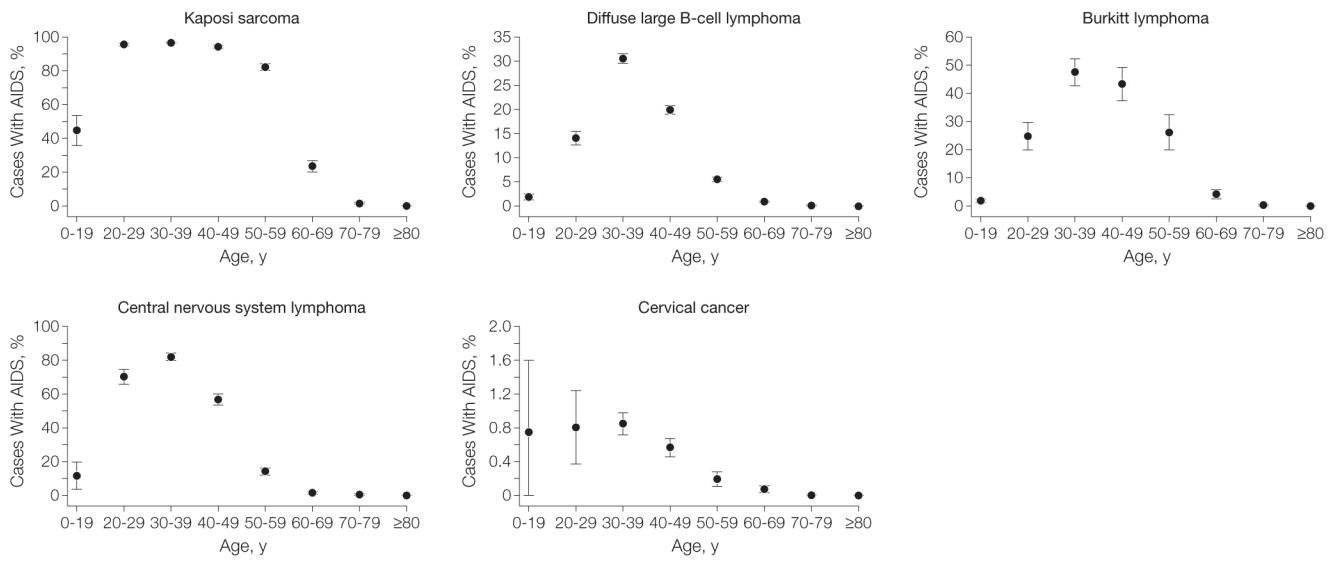 Kaposi sarcoma
Cases With AIDS, %
100
80
60
40
20
0
0-19 20-29 30-39 40-49 50-59 60-69 70-79 ≥80
Age, y
Diffuse large B-cell lymphoma
Cases With AIDS, %
35
30
25
20
15
10
5
0
0-19 20-29 30-39 40-49 50-59 60-69 70-79 ≥80
Age, y
Burkitt lymphoma
Cases With AIDS, %
60
50
40
30
20
10
0
0-19 20-29 30-39 40-49 50-59 60-69 70-79 ≥80
Age, y
Central nervous system lymphoma
Cases With AIDS, %
100
80
60
40
20
0
0-19 20-29 30-39 40-49 50-59 60-69 70-79 ≥80
Age, y
Cervical cancer
Cases With AIDS, %
2.0
1.6
1.2
0.8
0.4
0
0-19 20-29 30-39 40-49 50-59 60-69 70-79 ≥80
Age, y